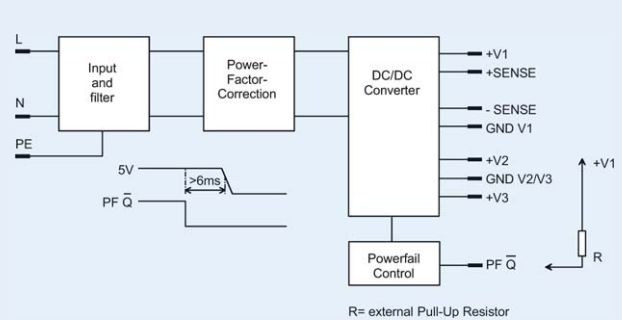 L
N
PE
Input
and
filter
Power-
Factor-
Correction
DC/DC
Converter
+V1
+SENSE
- SENSE
GND V1
+V2
GND V2/V3
+V3
5V
>6ms
PF Q̅
Powerfail
Control
PF Q̅
+V1
R
R= external Pull-Up Resistor